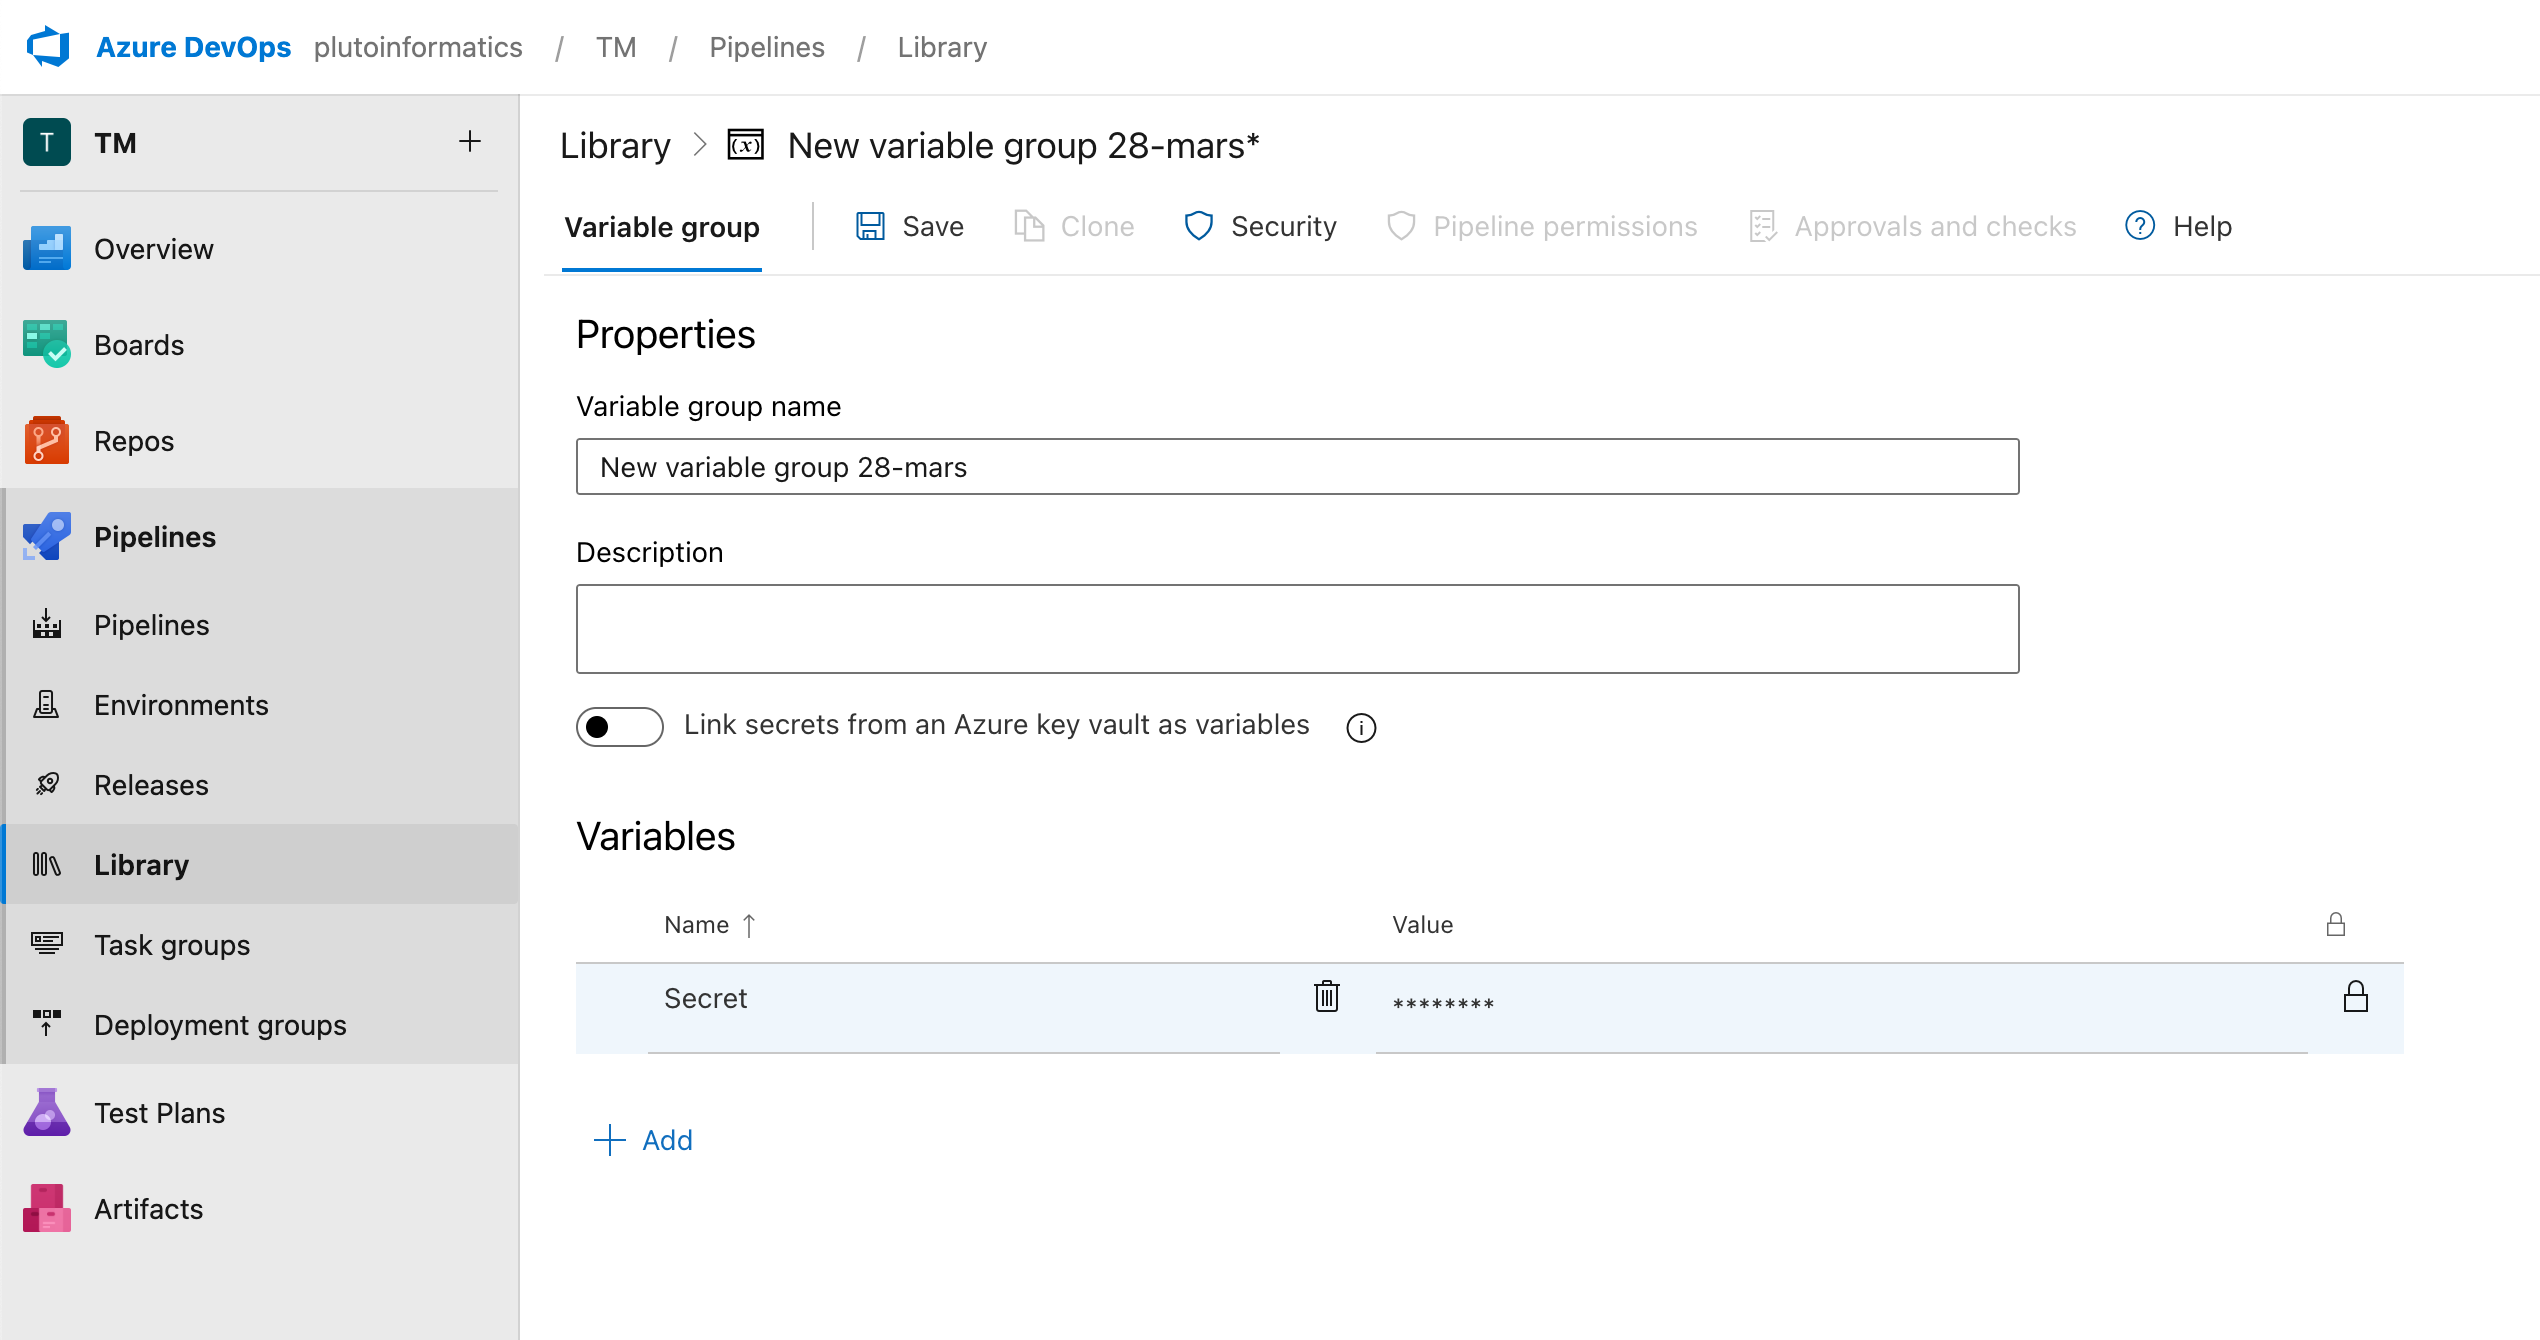 Azure DevOps plutoinformatics / TM / Pipelines / Library
T TM
Overview
Boards
Repos
Pipelines
Pipelines
Environments
Releases
Library
Task groups
Deployment groups
Test Plans
Artifacts
Library > (x) New variable group 28-mars*
Variable group Save Clone Security Pipeline permissions Approvals and checks ? Help
Properties
Variable group name
New variable group 28-mars
Description
Link secrets from an Azure key vault as variables i
Variables
Name ↑ Value
Secret ********
+ Add